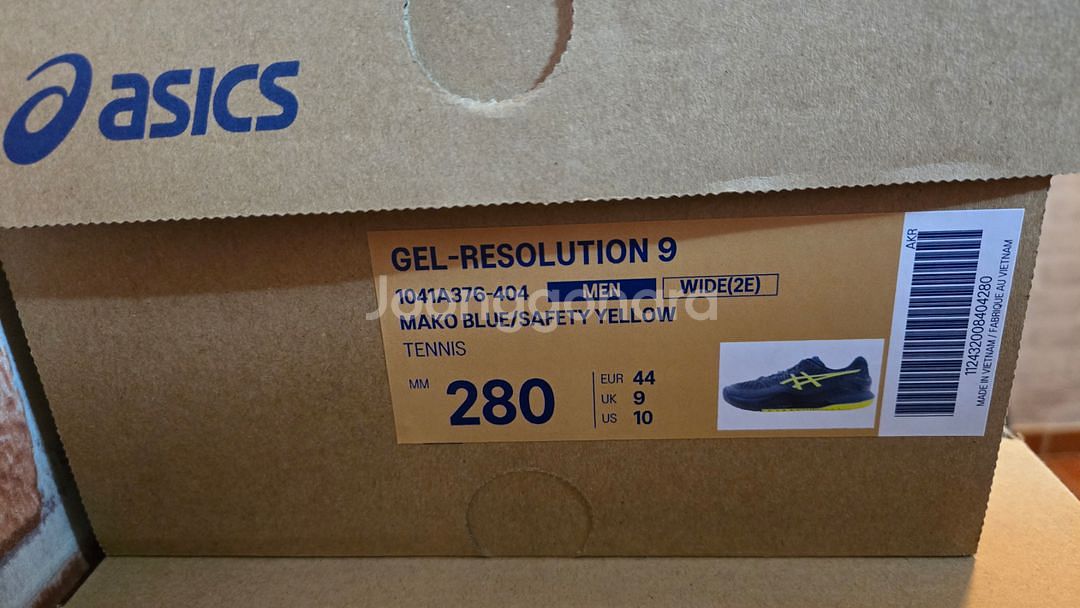 asics
GEL-RESOLUTION 9
1041A376-404 MEN WIDE(2E)
MAKO BLUE/SAFETY YELLOW
TENNIS
MM 280
EUR 44
UK 9
US 10
AKR
112432008404280
MADE IN VIETNAM / FABRIQUE AU VIETNAM
Joonggonara